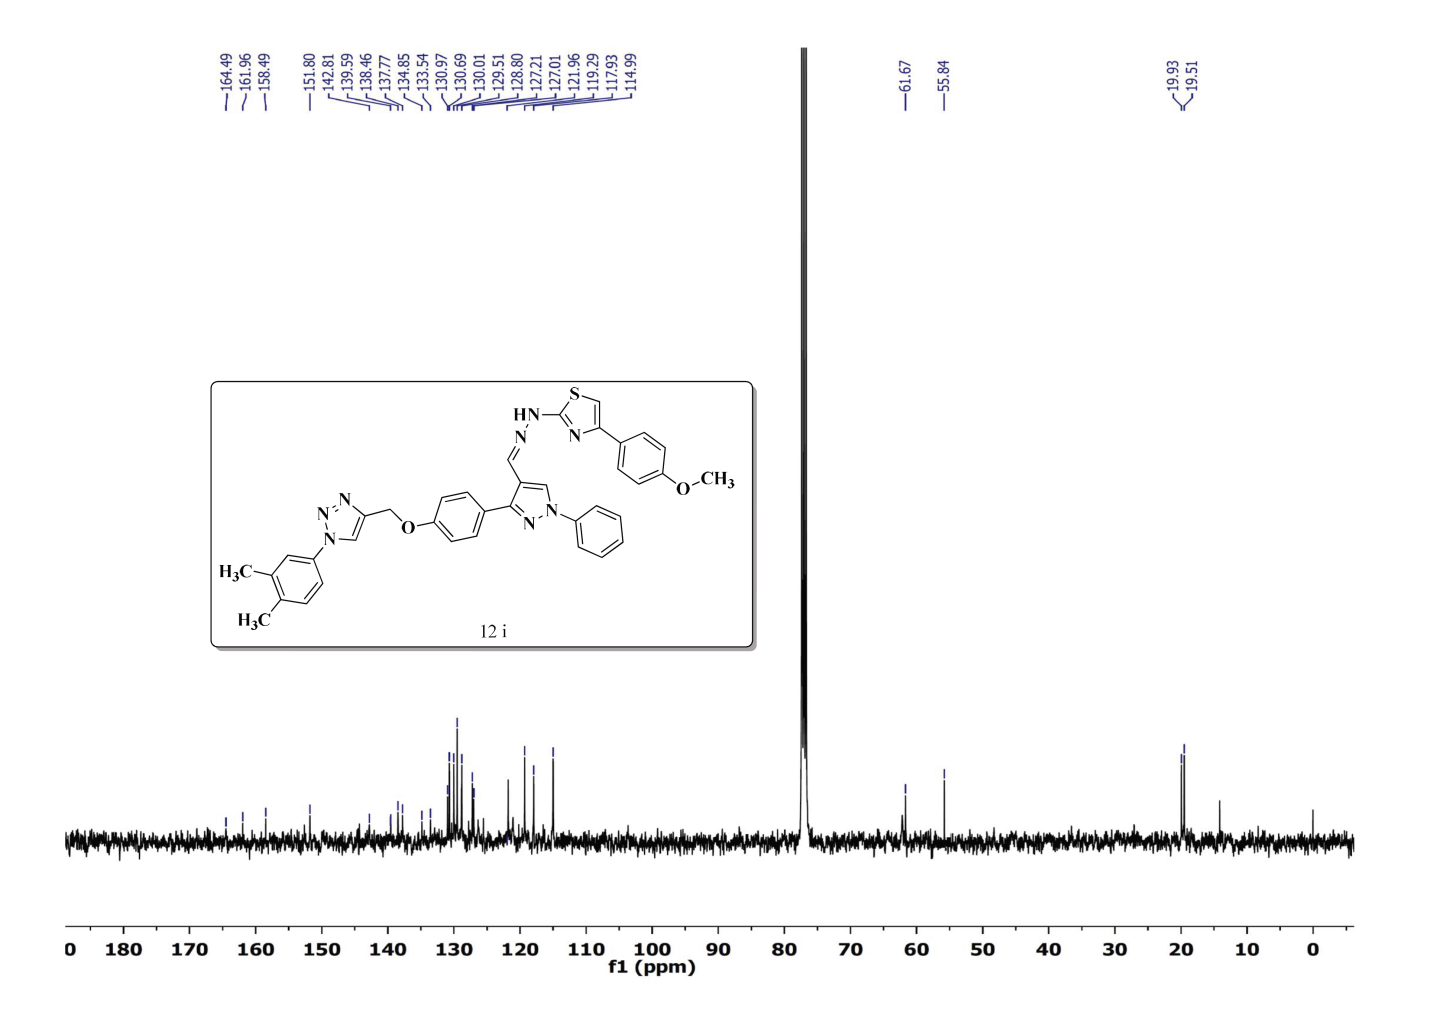 164.49
161.96
158.49
151.80
142.81
139.59
138.46
137.77
134.85
133.54
130.97
130.69
130.01
129.51
128.80
127.21
127.01
121.96
119.29
117.93
114.99
61.67
55.84
19.93
19.51
S
HN
N
N
O
CH3
N
N
N
O
N
N
H3C
H3C
12 i
0 180 170 160 150 140 130 120 110 100 90 80 70 60 50 40 30 20 10 0
f1 (ppm)